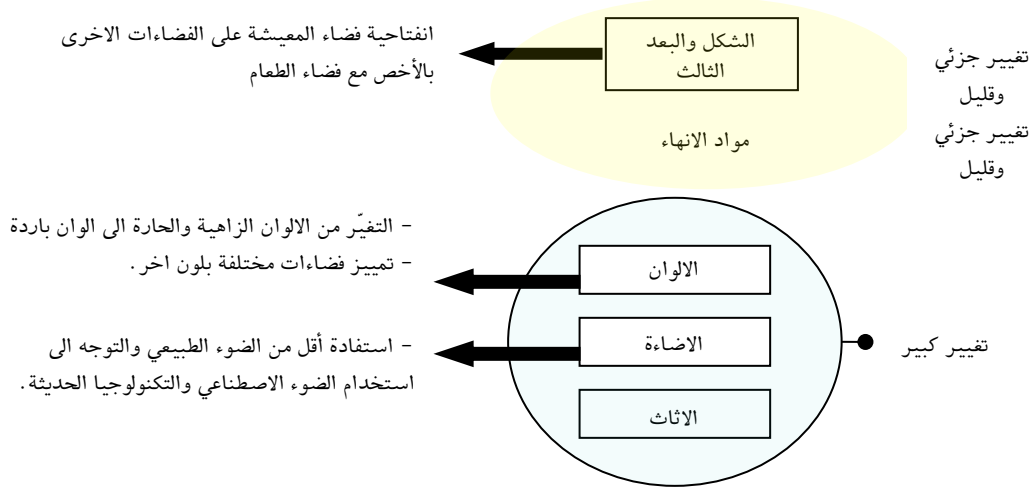 تغيير جزئي
وقليل
تغيير جزئي
وقليل
الشكل والبعد
الثالث
مواد الانهاء
انفتاحية فضاء المعيشة على الفضاءات الاخرى
بالأخص مع فضاء الطعام
تغيير كبير
الالوان
الاضاءة
الاثاث
- التغيّر من الالوان الزاهية والحارة الى الوان باردة
- تمييز فضاءات مختلفة بلون اخر.
- استفادة أقل من الضوء الطبيعي والتوجه الى
استخدام الضوء الاصطناعي والتكنولوجيا الحديثة.